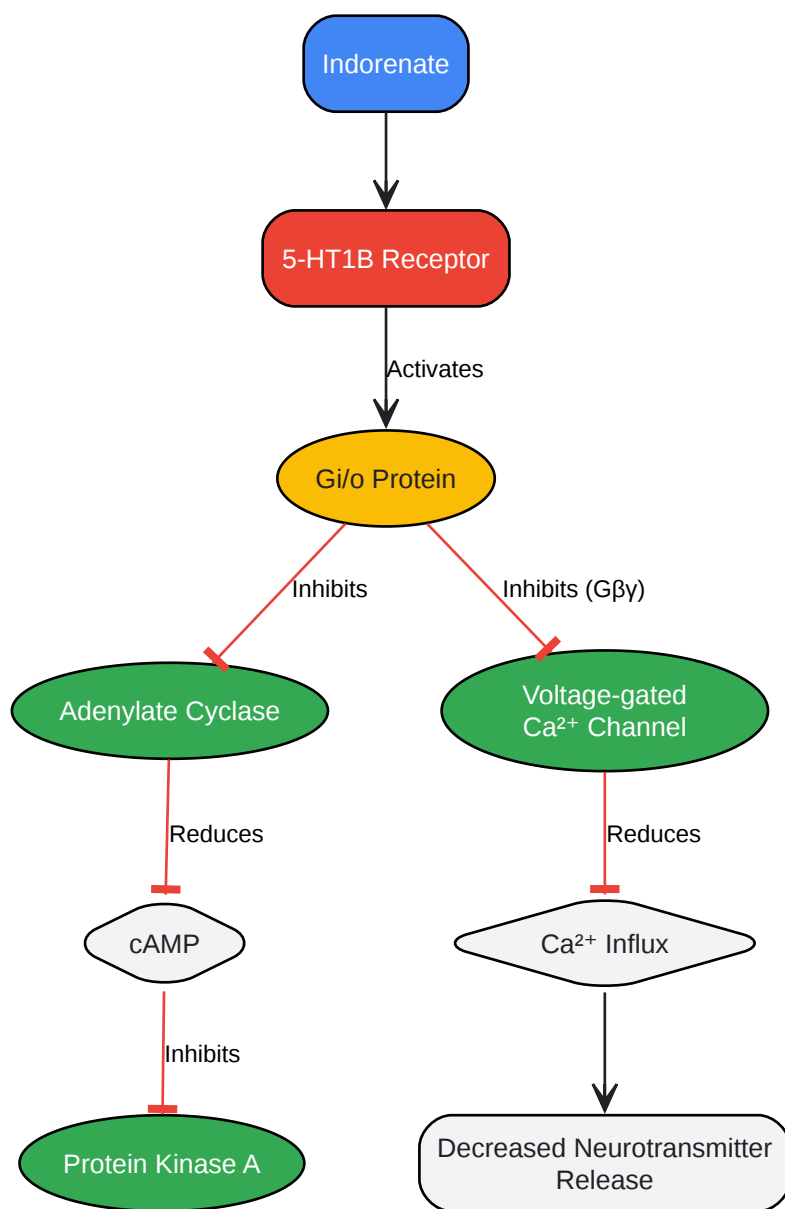 Indorenate
5-HT1B Receptor
Activates
Gi/o Protein
Inhibits
Inhibits (Gβγ)
Adenylate Cyclase
Voltage-gated
Ca²⁺ Channel
Reduces
Reduces
cAMP
Ca²⁺ Influx
Inhibits
Protein Kinase A
Decreased Neurotransmitter
Release